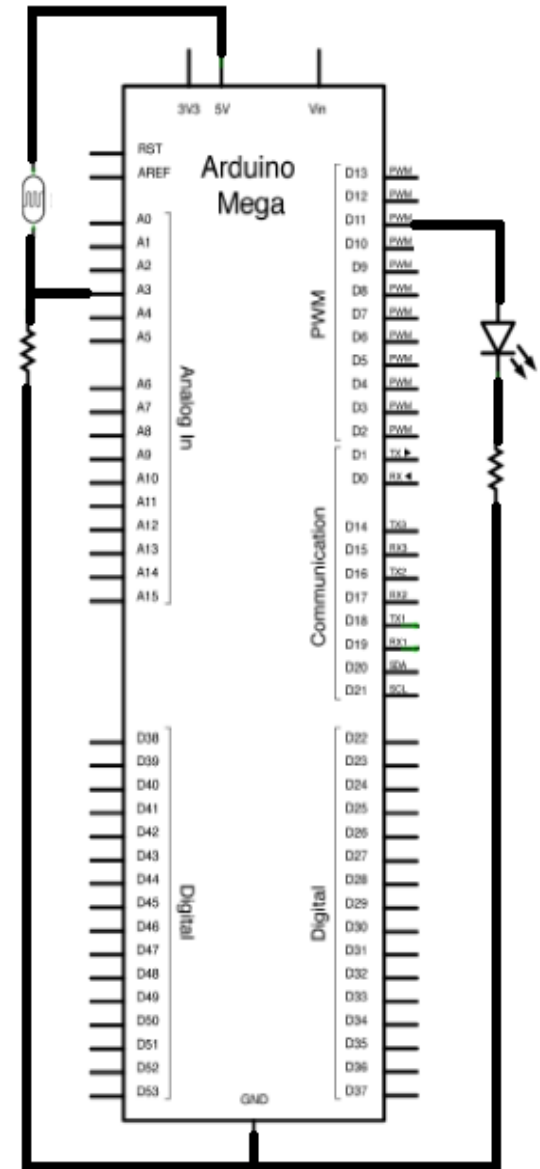 3V3 5V Vin
RST
AREF
Arduino
Mega
A0
A1
A2
A3
A4
A5
A6
A7
A8
A9
A10
A11
A12
A13
A14
A15
Analog In
D13 PWM
D12 PWM
D11 PWM
D10 PWM
D9 PWM
D8 PWM
D7 PWM
D6 PWM
D5 PWM
D4 PWM
D3 PWM
D2 PWM
PWM
D1 TX
D0 RX
D14 TX3
D15 RX3
D16 TX2
D17 RX2
D18 TX1
D19 RX1
D20 SDA
D21 SCL
Communication
D38
D39
D40
D41
D42
D43
D44
D45
D46
D47
D48
D49
D50
D51
D52
D53
Digital
D22
D23
D24
D25
D26
D27
D28
D29
D30
D31
D32
D33
D34
D35
D36
D37
Digital
GND